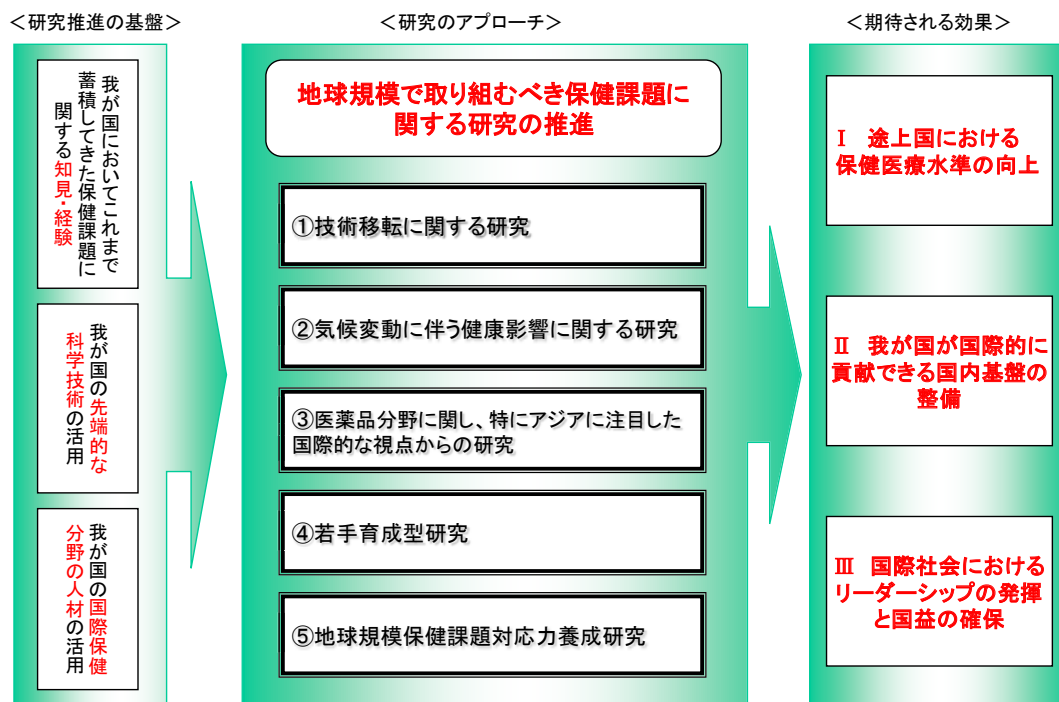 ＜研究推進の基盤＞
我が国においてこれまで
蓄積してきた保健課題に
関する知見・経験
我が国の先端的な
科学技術の活用
我が国の国際保健
分野の人材の活用
＜研究のアプローチ＞
地球規模で取り組むべき保健課題に
関する研究の推進
①技術移転に関する研究
②気候変動に伴う健康影響に関する研究
③医薬品分野に関し、特にアジアに注目した
国際的な視点からの研究
④若手育成型研究
⑤地球規模保健課題対応力養成研究
＜期待される効果＞
Ⅰ　途上国における
保健医療水準の向上
Ⅱ　我が国が国際的に
貢献できる国内基盤の
整備
Ⅲ　国際社会における
リーダーシップの発揮
と国益の確保